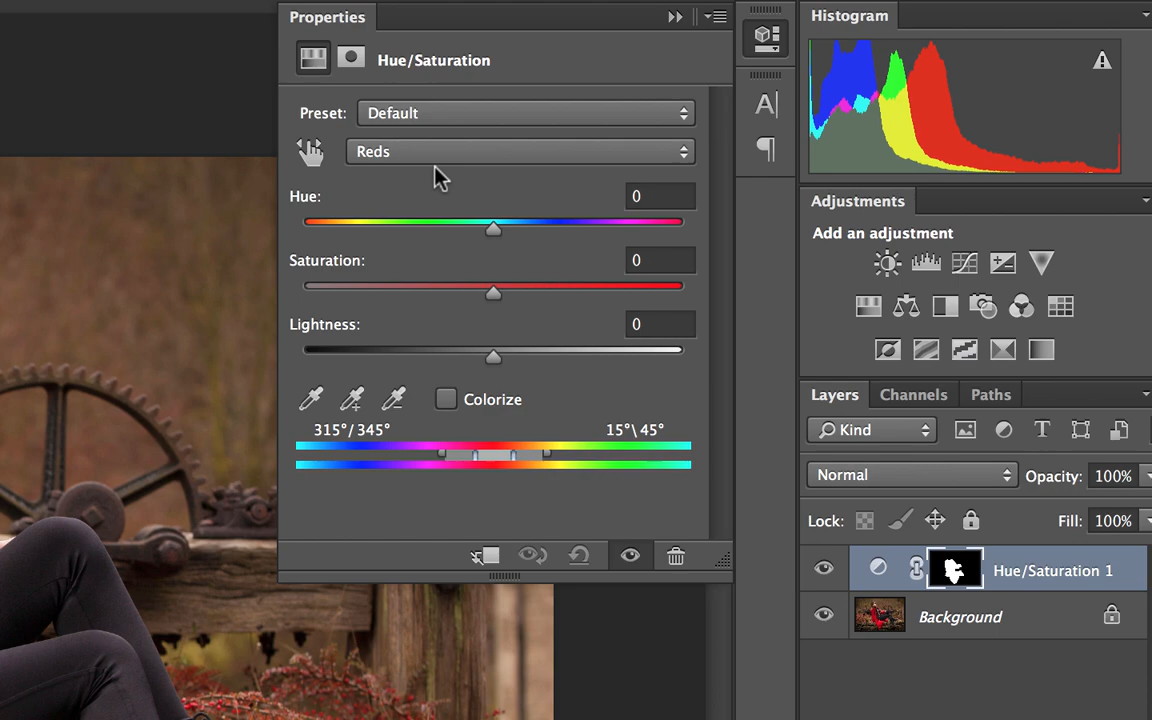 Properties
Hue/Saturation
Preset: Default
Reds
Hue: 0
Saturation: 0
Lightness: 0
Colorize
315°/345° 15°\45°
A|
Histogram
Adjustments
Add an adjustment
Layers Channels Paths
Kind T
Normal Opacity: 100%
Lock: Fill: 100%
Hue/Saturation 1
Background